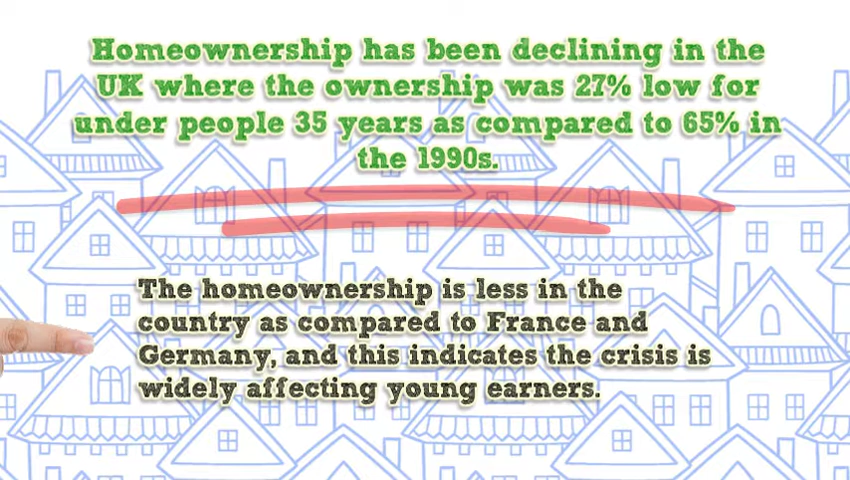 Homeownership has been declining in the
UK where the ownership was 27% low for
under people 35 years as compared to 65% in
the 1990s.
The homeownership is less in the
country as compared to France and
Germany, and this indicates the crisis is
widely affecting young earners.